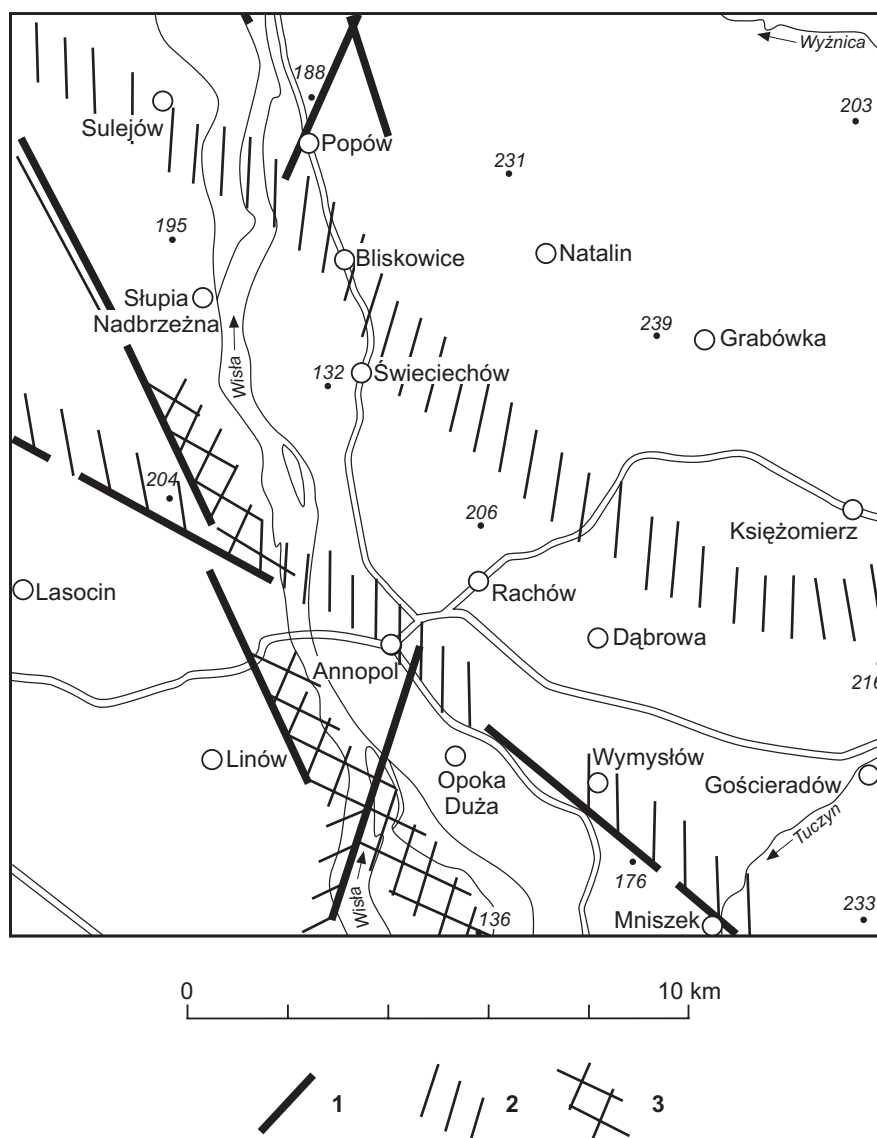 Wyżnica
188
203
Sulejów
Popów
231
195
Bliskowice
Natalin
Słupia
Nadbrzeżna
239
Grabówka
Wisła
132
Świeciechów
204
206
Księżomierz
Lasocin
Rachów
Dąbrowa
Annopol
216
Linów
Opoka
Duża
Wymysłów
Gościeradów
Tuczyn
176
Wisła
136
Mniszek
233
0
10 km
1
2
3